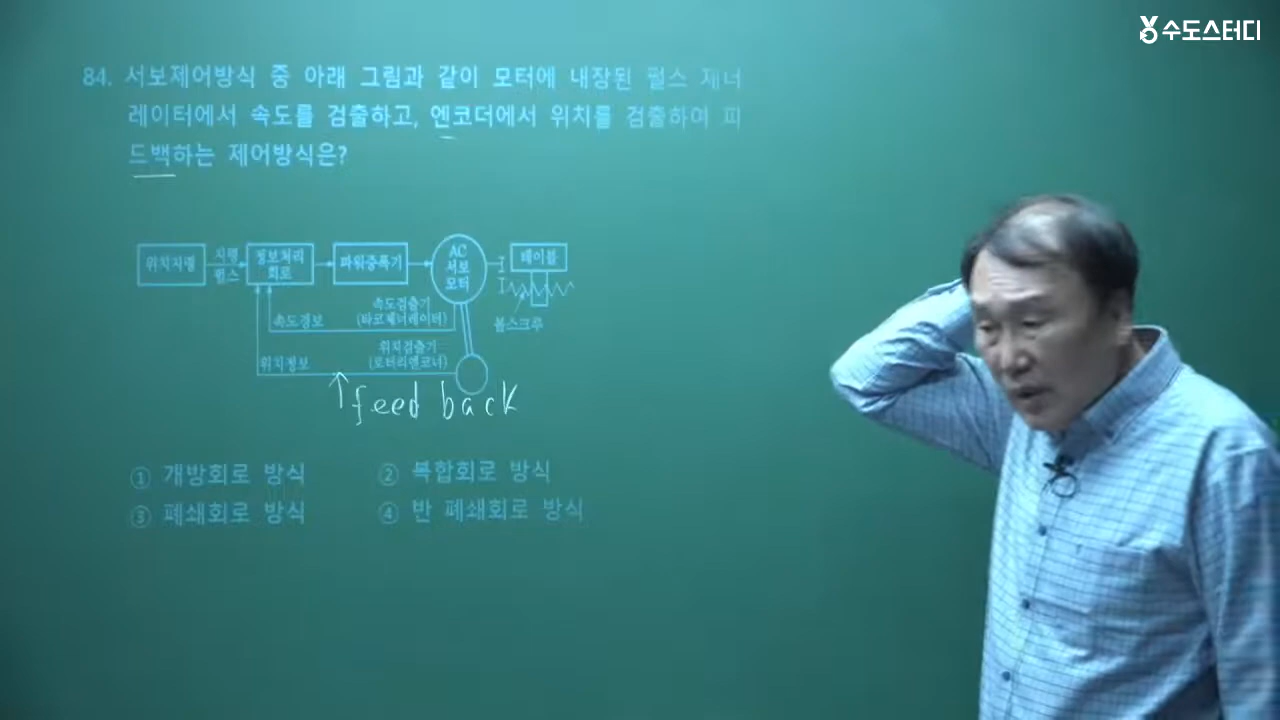 수도스터디
84. 서보제어방식 중 아래 그림과 같이 모터에 내장된 펄스 제너
레이터에서 속도를 검출하고, 엔코더에서 위치를 검출하여 피
드백하는 제어방식은?
위치지령
지령
펄스
정보처리
회로
파워증폭기
AC
서보
모터
테이블
볼스크루
속도검출기
(타코제너레이터)
속도정보
위치검출기
(로터리엔코더)
위치정보
feed back
① 개방회로 방식 ② 복합회로 방식
③ 폐쇄회로 방식 ④ 반 폐쇄회로 방식